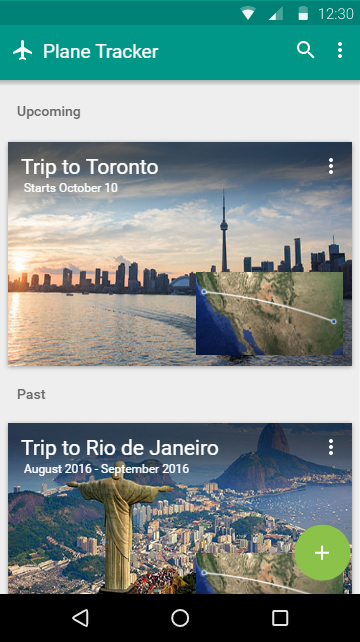 12:30
Plane Tracker
Upcoming
Trip to Toronto
Starts October 10
Past
Trip to Rio de Janeiro
August 2016 - September 2016